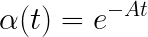 α(t) = e^{-At}